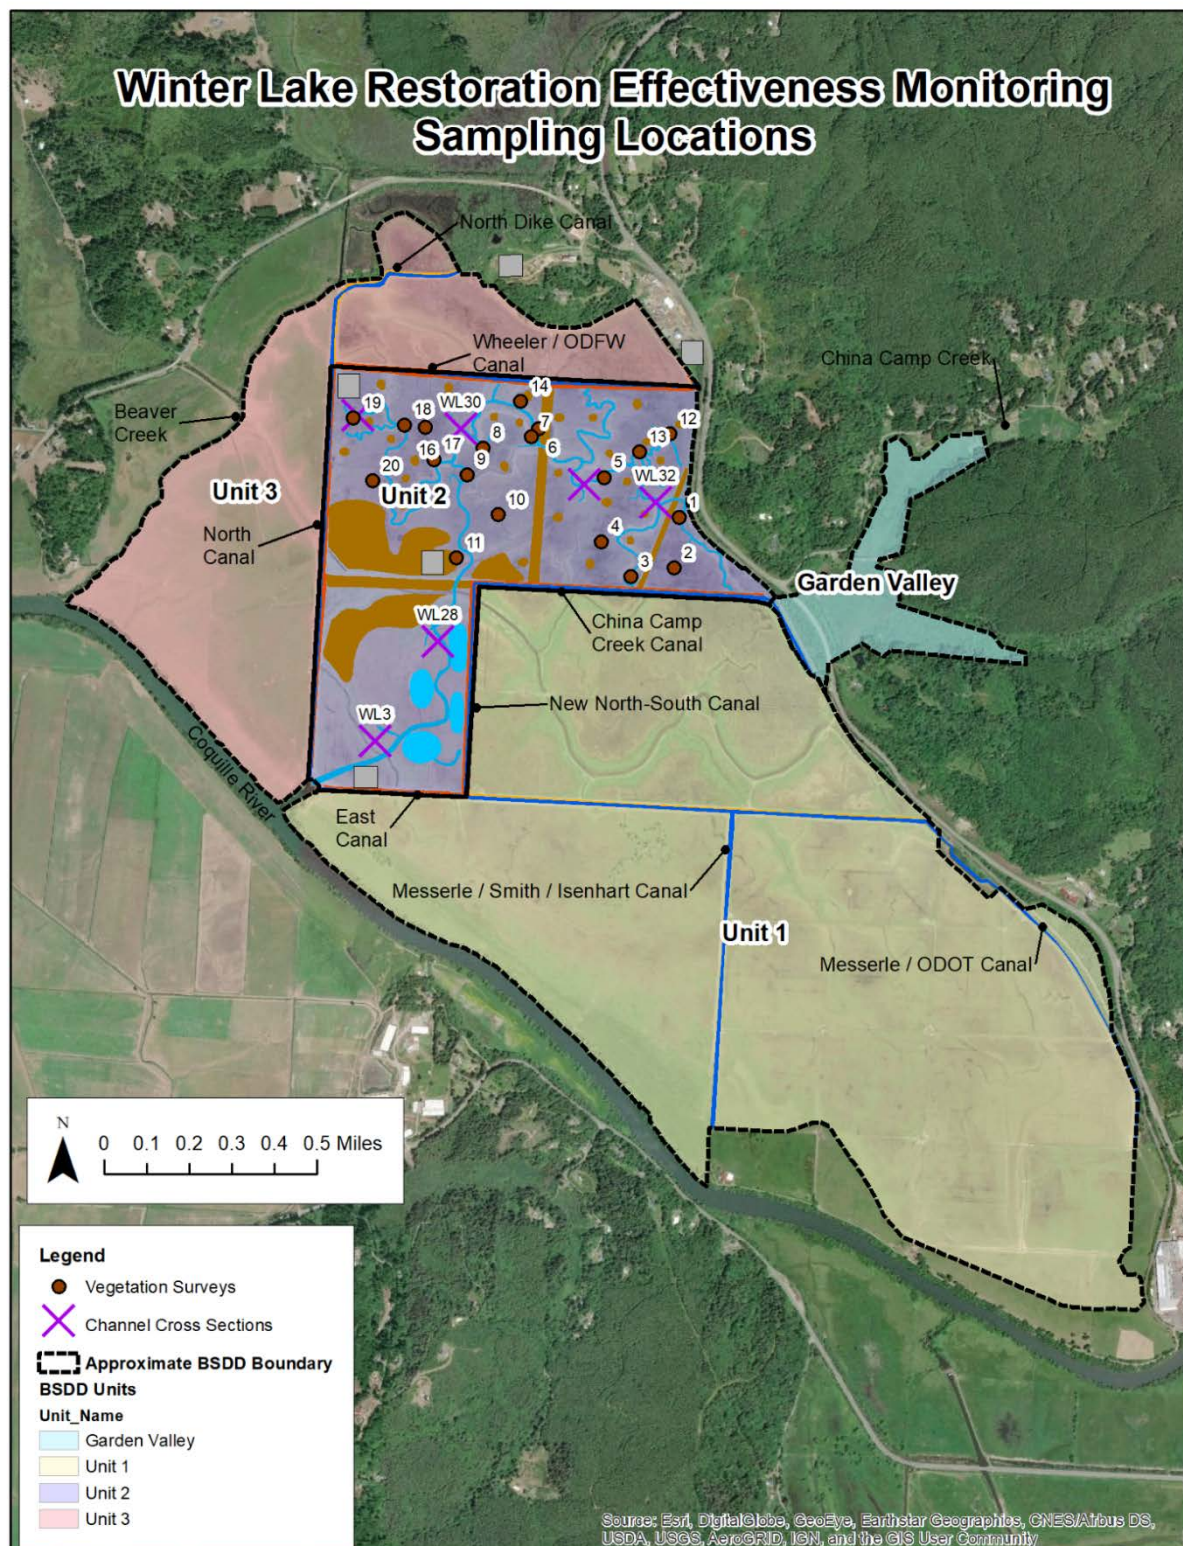 Winter Lake Restoration Effectiveness Monitoring
Sampling Locations
North Dike Canal
Wheeler / ODFW
Canal
China Camp Creek
Beaver
Creek
14
19
18
WL30
12
7
8
6
13
17
16
9
5
20
WL32
Unit 3
Unit 2
10
1
North
Canal
4
11
3
2
Garden Valley
WL28
China Camp
Creek Canal
New North-South Canal
WL3
Coquille River
East
Canal
Messerle / Smith / Isenhart Canal
Unit 1
Messerle / ODOT Canal
N
0 0.1 0.2 0.3 0.4 0.5 Miles
Legend
Vegetation Surveys
Channel Cross Sections
Approximate BSDD Boundary
BSDD Units
Unit_Name
Garden Valley
Unit 1
Unit 2
Unit 3
Source: Esri, DigitalGlobe, GeoEye, Earthstar Geographics, CNES/Airbus DS,
USDA, USGS, AeroGRID, IGN, and the GIS User Community